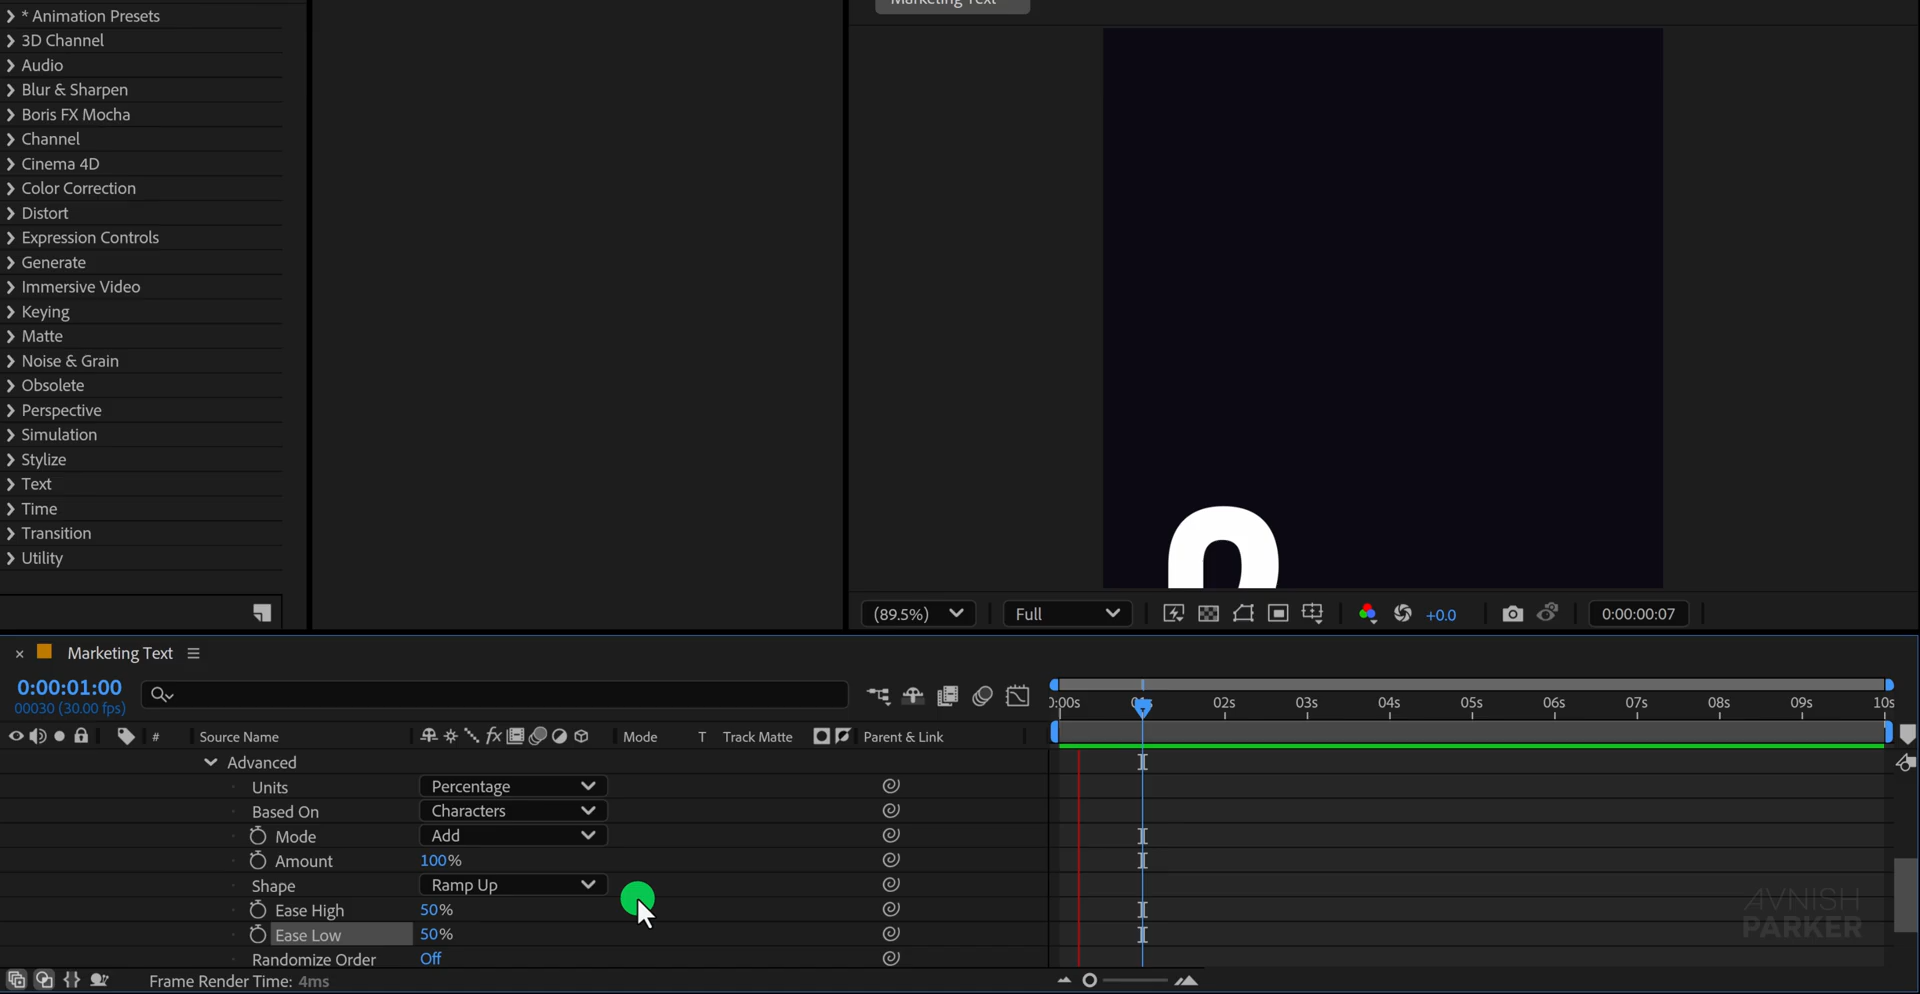 * Animation Presets
3D Channel
Audio
Blur & Sharpen
Boris FX Mocha
Channel
Cinema 4D
Color Correction
Distort
Expression Controls
Generate
Immersive Video
Keying
Matte
Noise & Grain
Obsolete
Perspective
Simulation
Stylize
Text
Time
Transition
Utility
Marketing Text
(89.5%)
Full
+0.0
0:00:00:07
Marketing Text
0:00:01:00
00030 (30.00 fps)
:00s
02s
03s
04s
05s
06s
07s
08s
09s
10s
# Source Name fx Mode T Track Matte Parent & Link
Advanced
Units Percentage
Based On Characters
Mode Add
Amount 100%
Shape Ramp Up
Ease High 50%
Ease Low 50%
Randomize Order Off
Frame Render Time: 4ms
AVNISH
PARKER